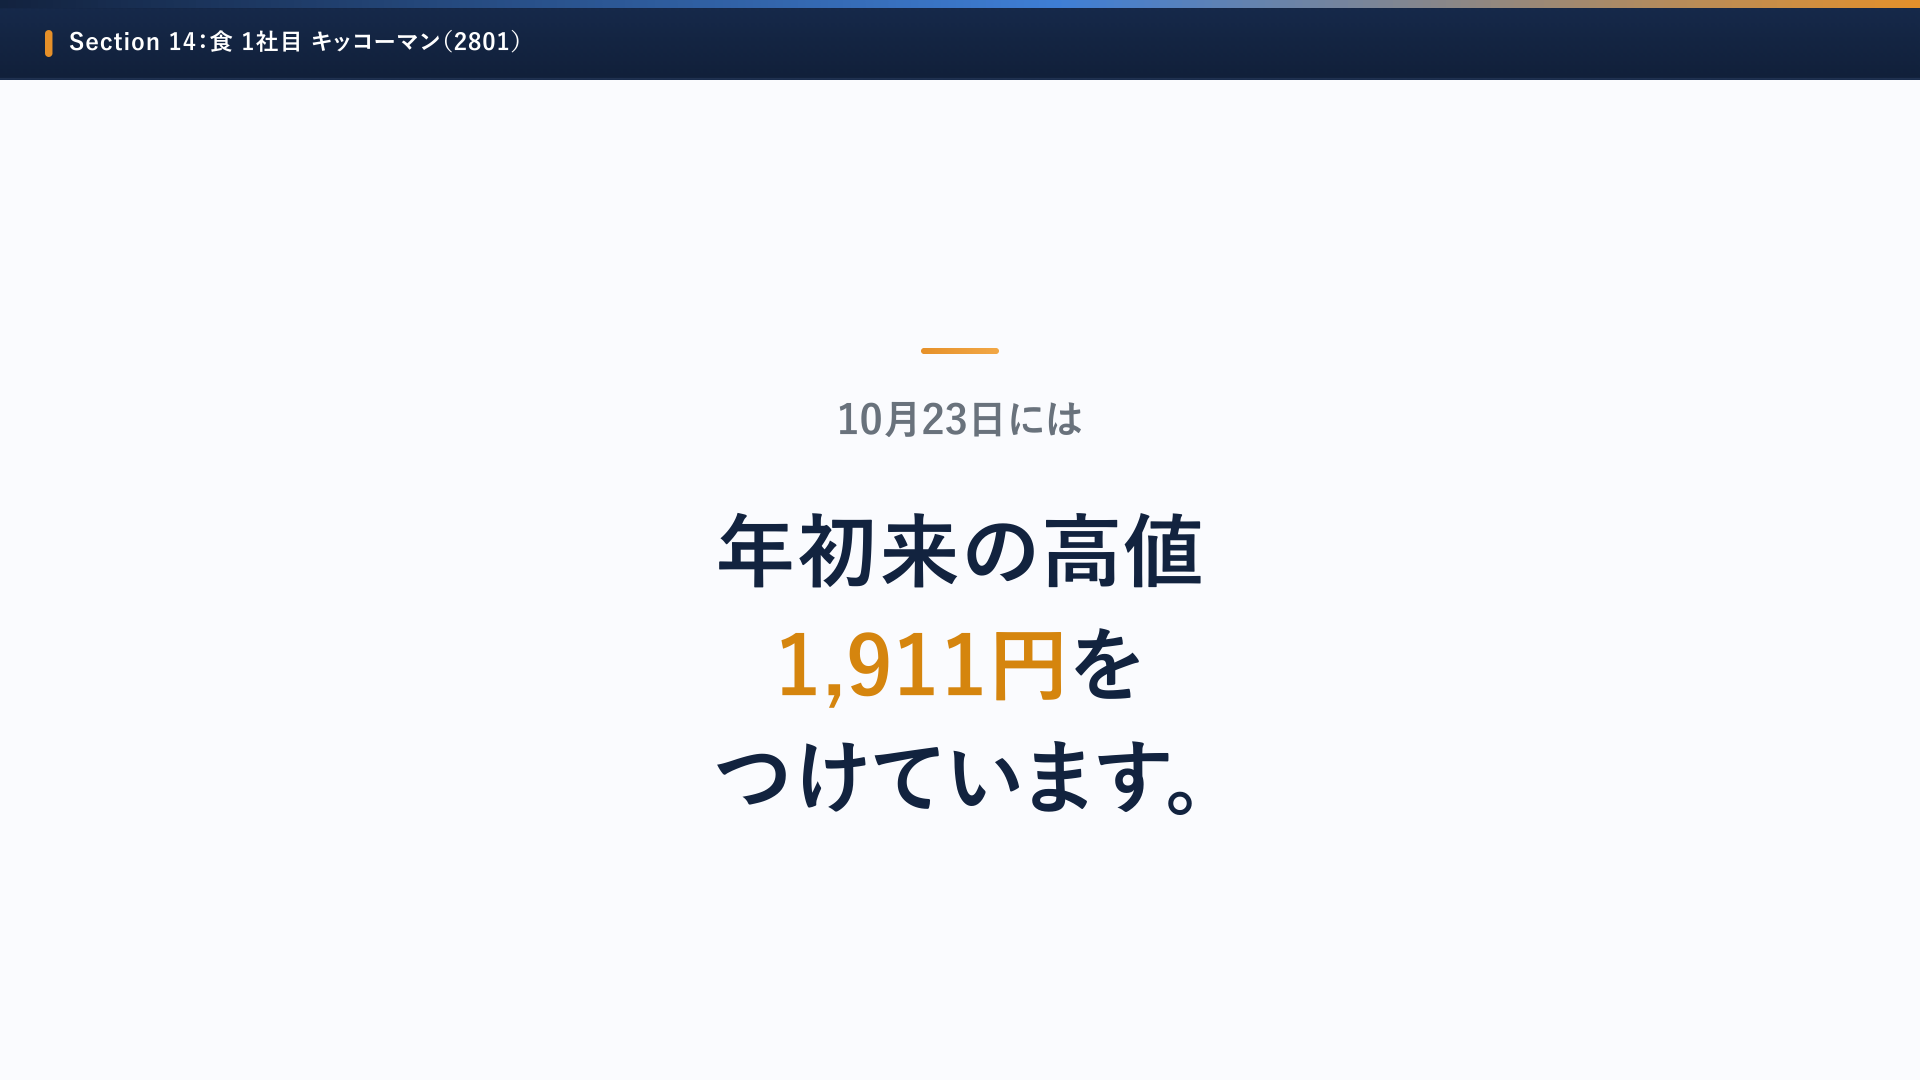 Section 14：食 1社目 キッコーマン（2801）
10月23日には
年初来の高値
1,911円を
つけています。